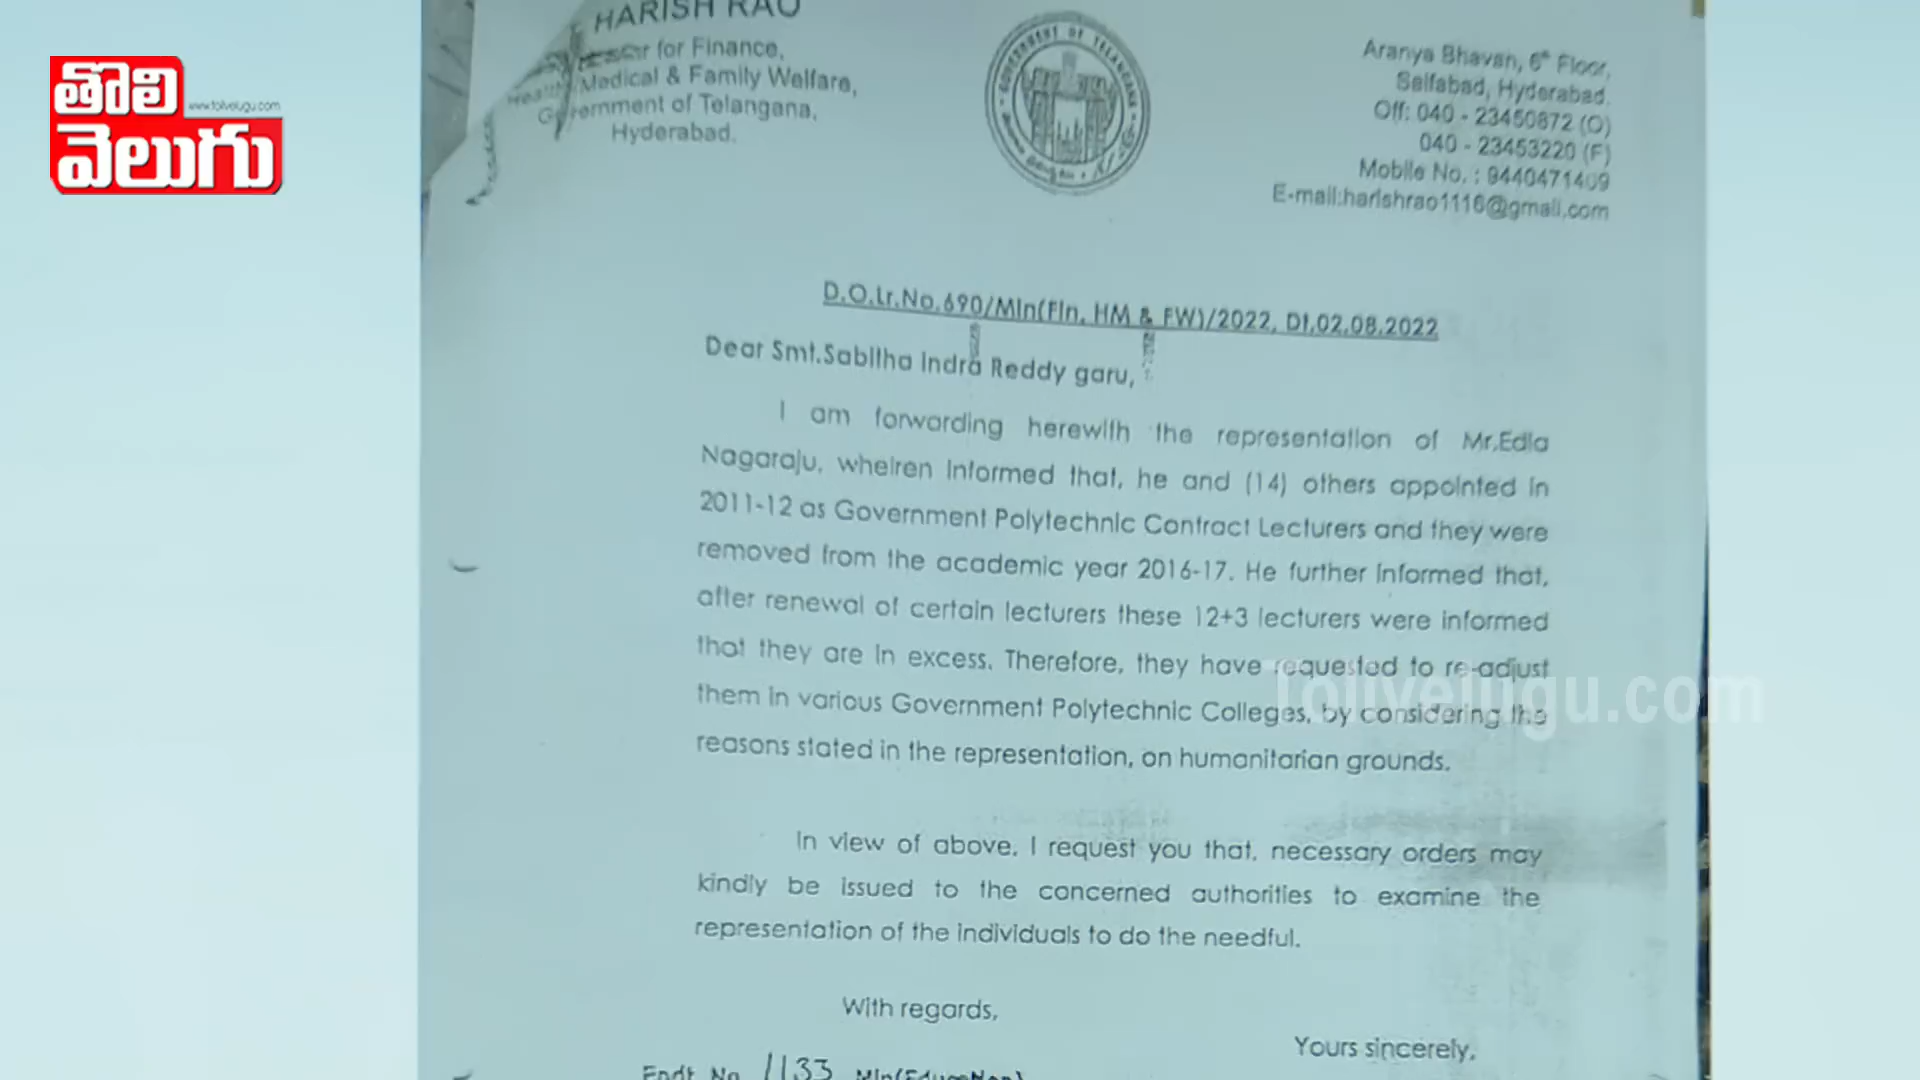 తొలి
www.tolivelugu.com
వెలుగు
HARISH RAO
for Finance,
Medical & Family Welfare,
Government of Telangana,
Hyderabad.
GOVERNMENT OF TELANGANA
Aranya Bhavan, 6th Floor,
Saifabad, Hyderabad.
Off: 040 - 23450872 (O)
040 - 23453220 (F)
Mobile No. : 9440471409
E-mail:harishrao1116@gmail.com
D.O.Lr.No.690/Min(Fin, HM & FW)/2022, Dt.02.08.2022
Dear Smt.Sabitha Indra Reddy garu,
I am forwarding herewith the representation of Mr.Edla
Nagaraju, wheiren informed that, he and (14) others appointed in
2011-12 as Government Polytechnic Contract Lecturers and they were
removed from the academic year 2016-17. He further informed that,
after renewal of certain lecturers these 12+3 lecturers were informed
that they are in excess. Therefore, they have requested to re-adjust
them in various Government Polytechnic Colleges, by considering the
reasons stated in the representation, on humanitarian grounds.
Tolivelugu.com
In view of above, I request you that, necessary orders may
kindly be issued to the concerned authorities to examine the
representation of the individuals to do the needful.
With regards,
Yours sincerely,
Endt No 1133 Min(Education)